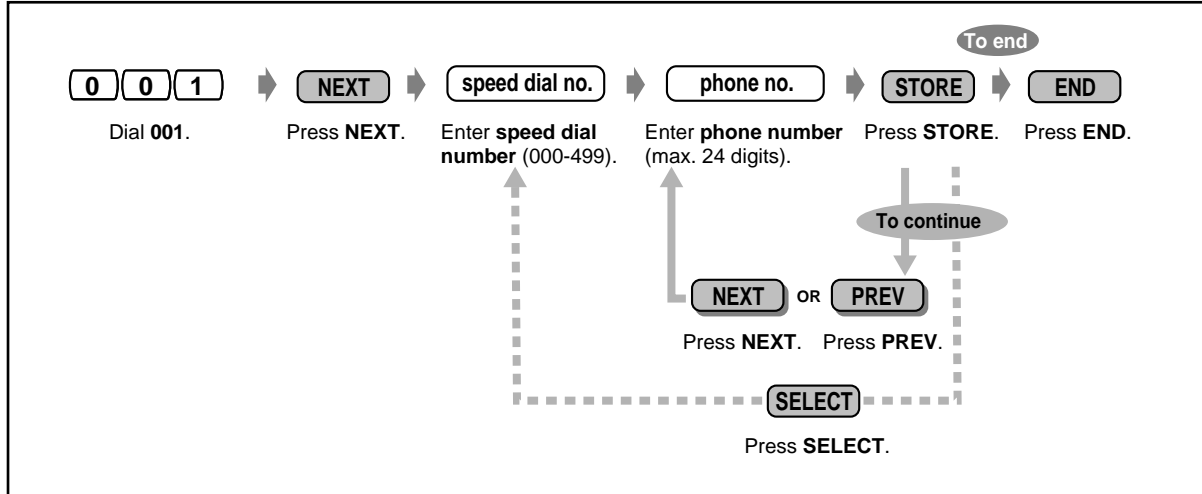 To end
0 0 1 NEXT speed dial no. phone no. STORE END
Dial 001. Press NEXT. Enter speed dial number (000-499). Enter phone number (max. 24 digits). Press STORE. Press END.
To continue
NEXT OR PREV
Press NEXT. Press PREV.
SELECT
Press SELECT.